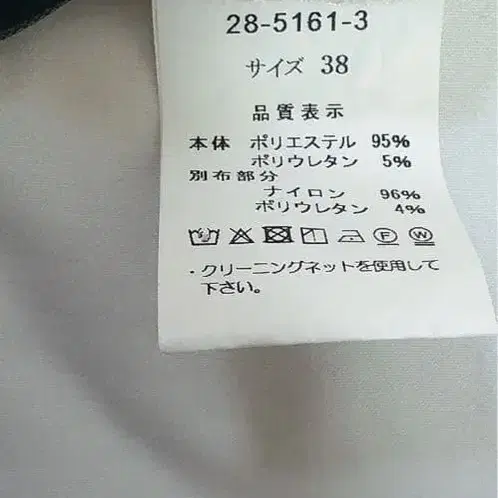 28-5161-3
サイズ 38
品質表示
本体 ポリエステル 95%
ポリウレタン 5%
別布部分
ナイロン 96%
ポリウレタン 4%
F W
・クリーニングネットを使用して
下さい。